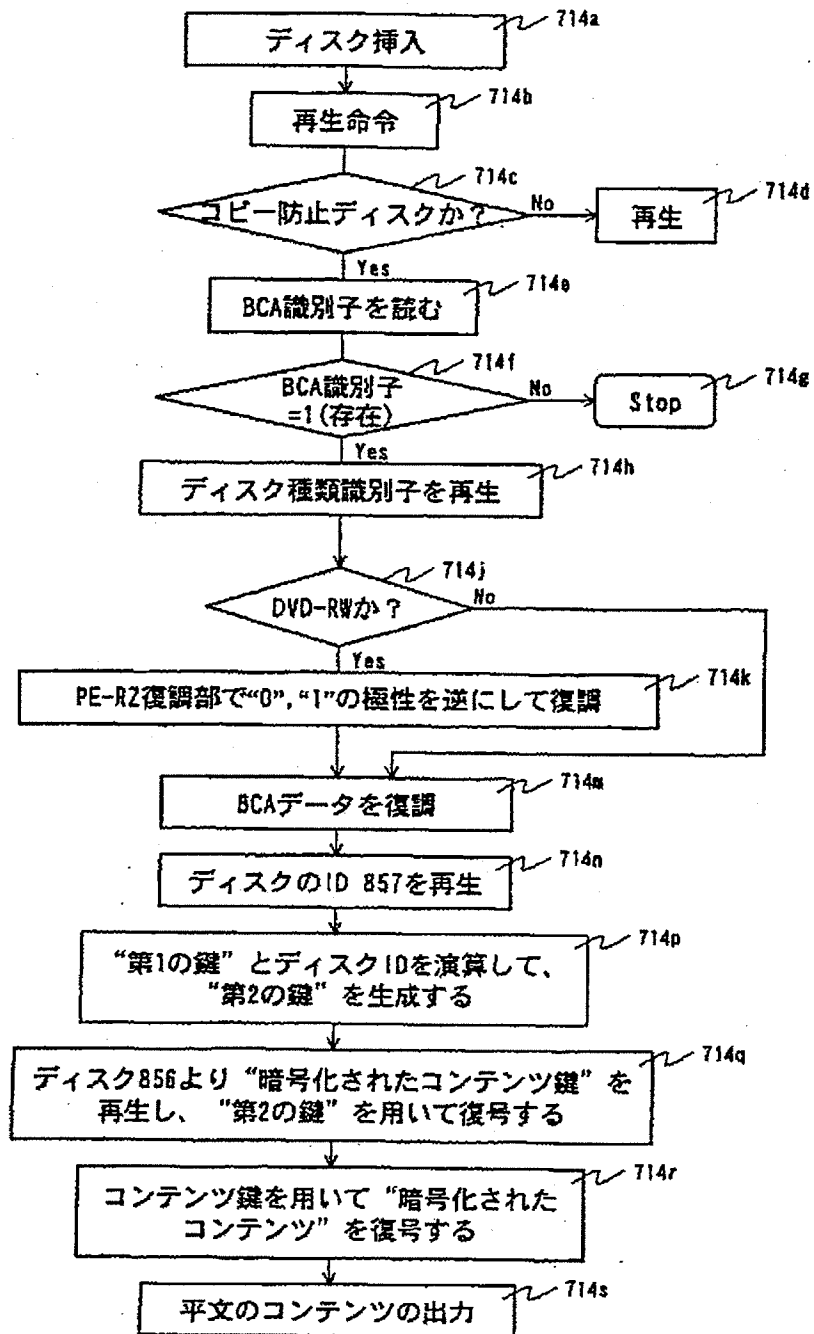 ディスク挿入
714a
再生命令
714b
コピー防止ディスクか？
714c
No
再生
714d
Yes
BCA識別子を読む
714e
BCA識別子
=1(存在)
714f
No
Stop
714g
Yes
ディスク種類識別子を再生
714h
DVD-RWか？
714j
No
Yes
PE-RZ復調部で“0”,“1”の極性を逆にして復調
714k
BCAデータを復調
714m
ディスクのID 857を再生
714n
“第1の鍵”とディスクIDを演算して、
“第2の鍵”を生成する
714p
ディスク856より“暗号化されたコンテンツ鍵”を
再生し、“第2の鍵”を用いて復号する
714q
コンテンツ鍵を用いて“暗号化された
コンテンツ”を復号する
714r
平文のコンテンツの出力
714s